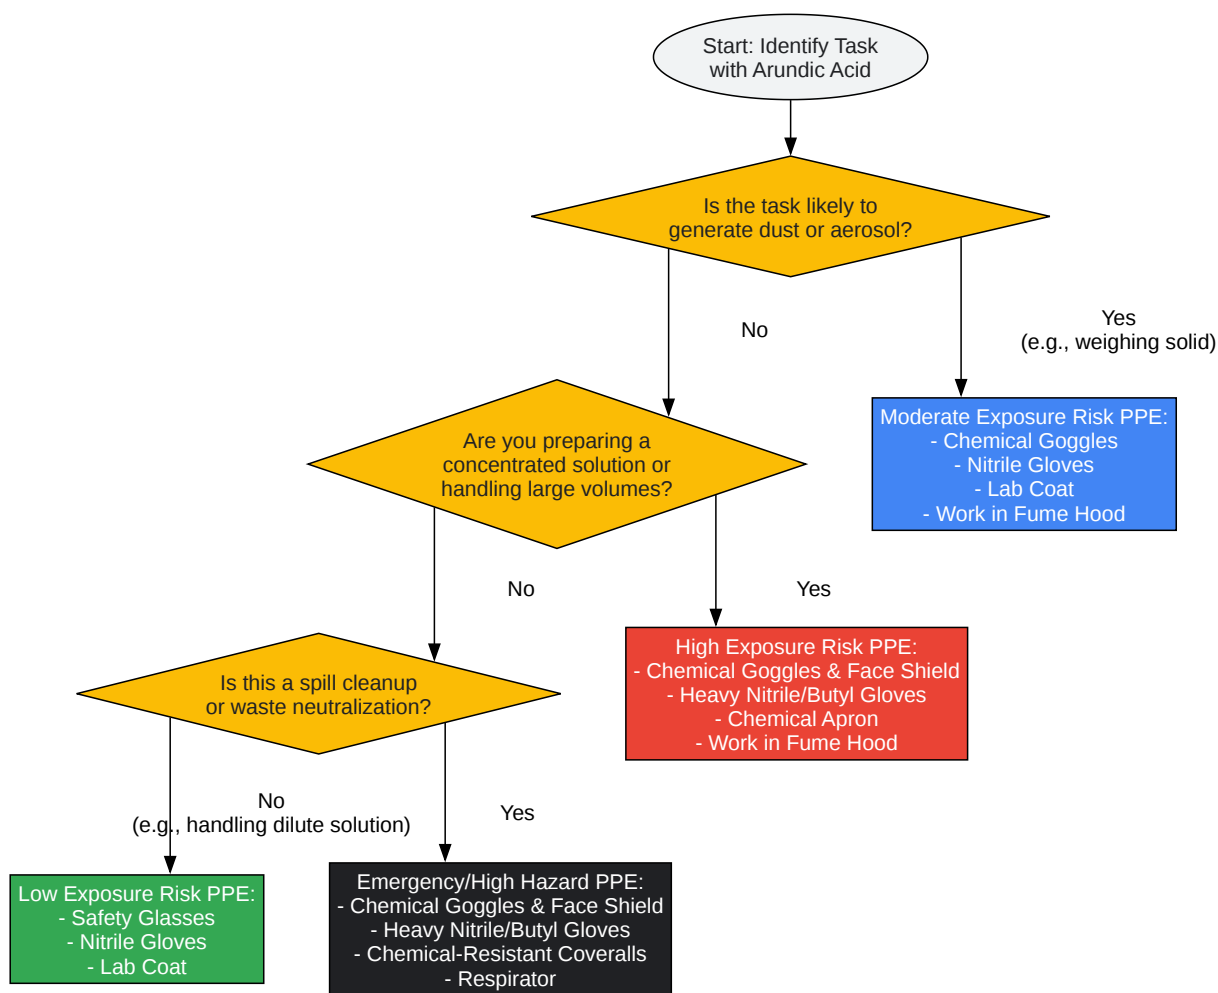 Start: Identify Task
with Arundic Acid
Is the task likely to
generate dust or aerosol?
No
Yes
(e.g., weighing solid)
Are you preparing a
concentrated solution or
handling large volumes?
Moderate Exposure Risk PPE:
- Chemical Goggles
- Nitrile Gloves
- Lab Coat
- Work in Fume Hood
No
Yes
Is this a spill cleanup
or waste neutralization?
High Exposure Risk PPE:
- Chemical Goggles & Face Shield
- Heavy Nitrile/Butyl Gloves
- Chemical Apron
- Work in Fume Hood
No
(e.g., handling dilute solution)
Yes
Low Exposure Risk PPE:
- Safety Glasses
- Nitrile Gloves
- Lab Coat
Emergency/High Hazard PPE:
- Chemical Goggles & Face Shield
- Heavy Nitrile/Butyl Gloves
- Chemical-Resistant Coveralls
- Respirator